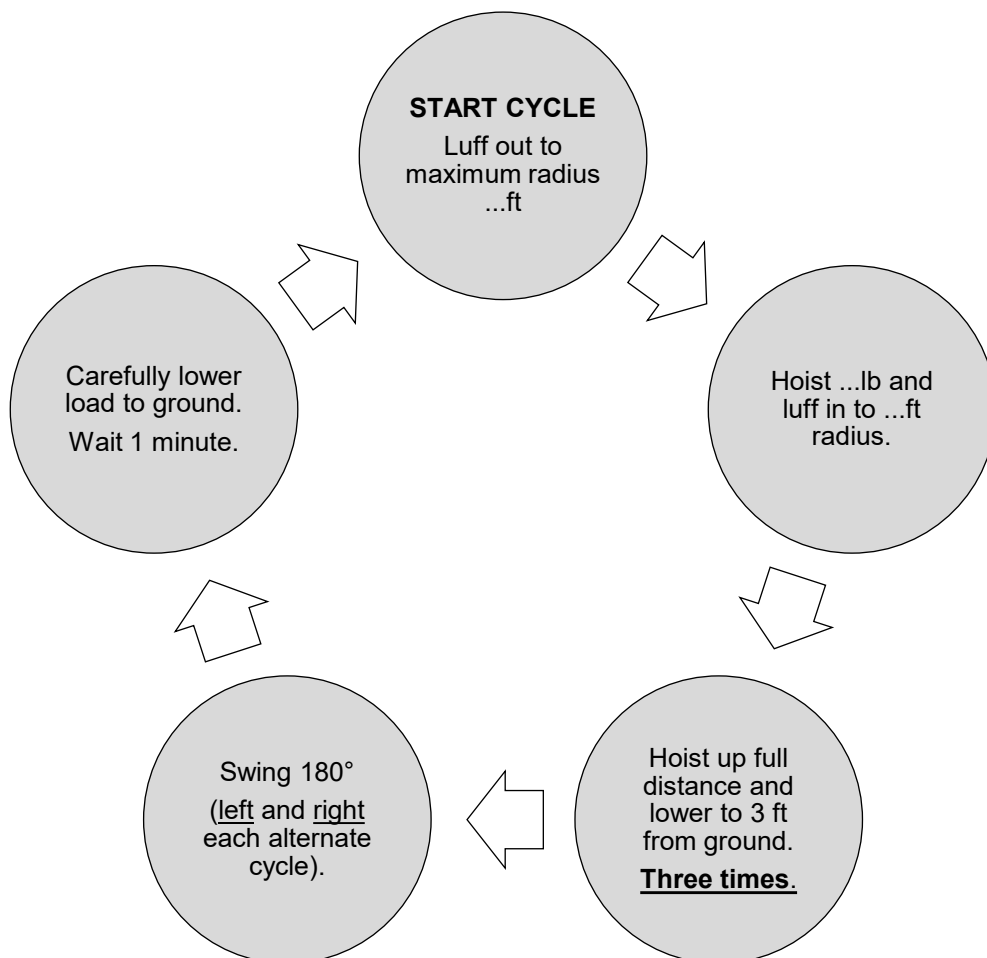 START CYCLE
Luff out to
maximum radius
...ft
Hoist ...lb and
luff in to ...ft
radius.
Hoist up full
distance and
lower to 3 ft
from ground.
Three times.
Swing 180°
(left and right
each alternate
cycle).
Carefully lower
load to ground.
Wait 1 minute.